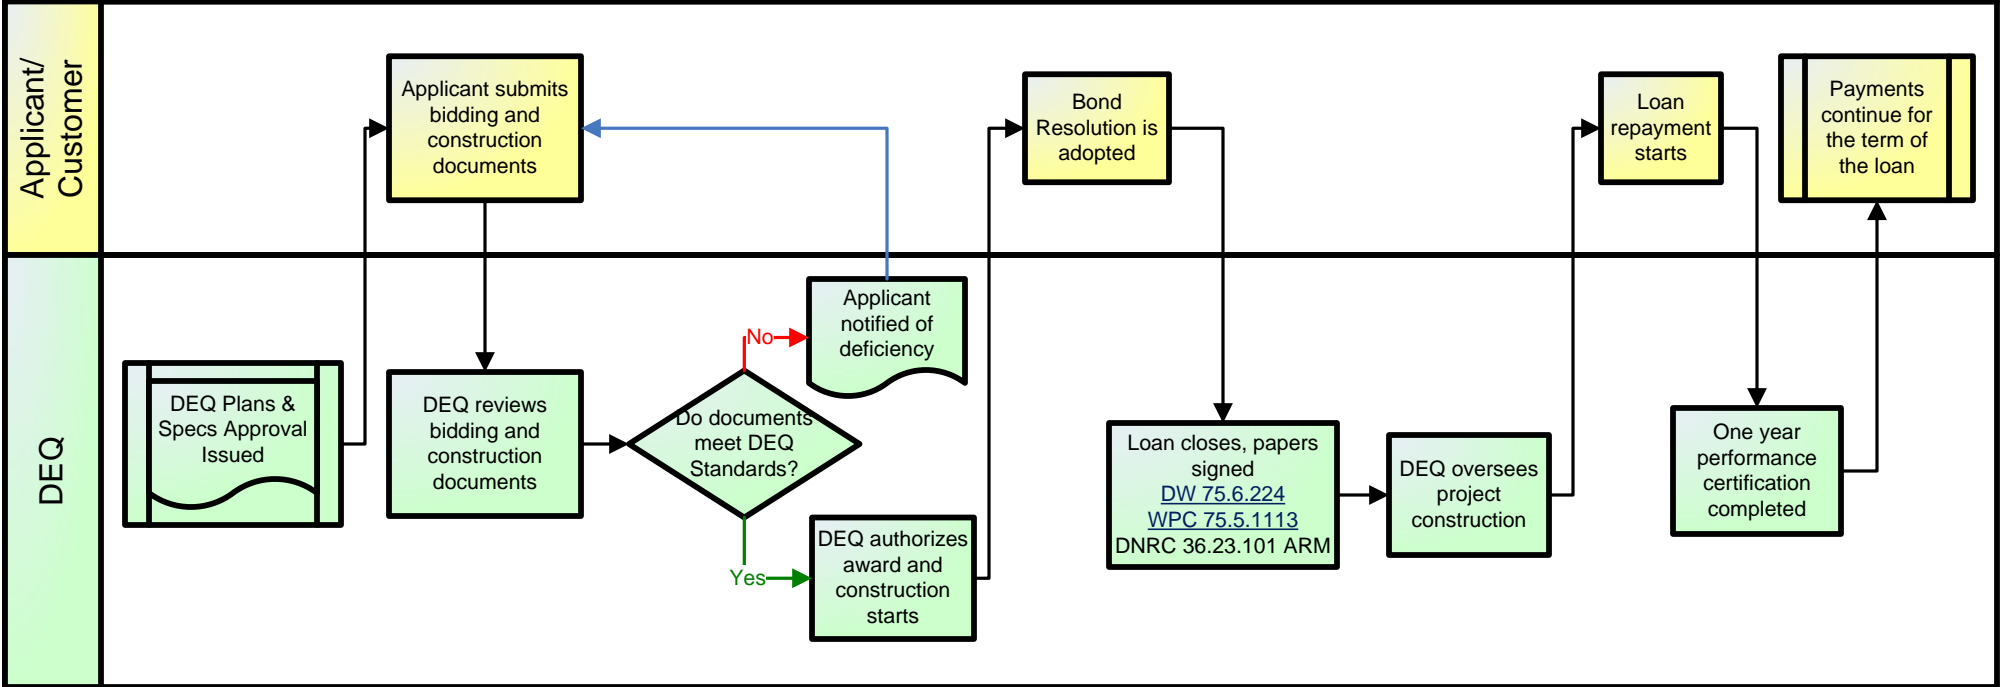 Applicant/
Customer
Applicant submits
bidding and
construction
documents
Bond
Resolution is
adopted
Loan
repayment
starts
Payments
continue for
the term of
the loan
DEQ
DEQ Plans &
Specs Approval
Issued
DEQ reviews
bidding and
construction
documents
Do documents
meet DEQ
Standards?
No
Applicant
notified of
deficiency
Yes
DEQ authorizes
award and
construction
starts
Loan closes, papers
signed
DW 75.6.224
WPC 75.5.1113
DNRC 36.23.101 ARM
DEQ oversees
project
construction
One year
performance
certification
completed